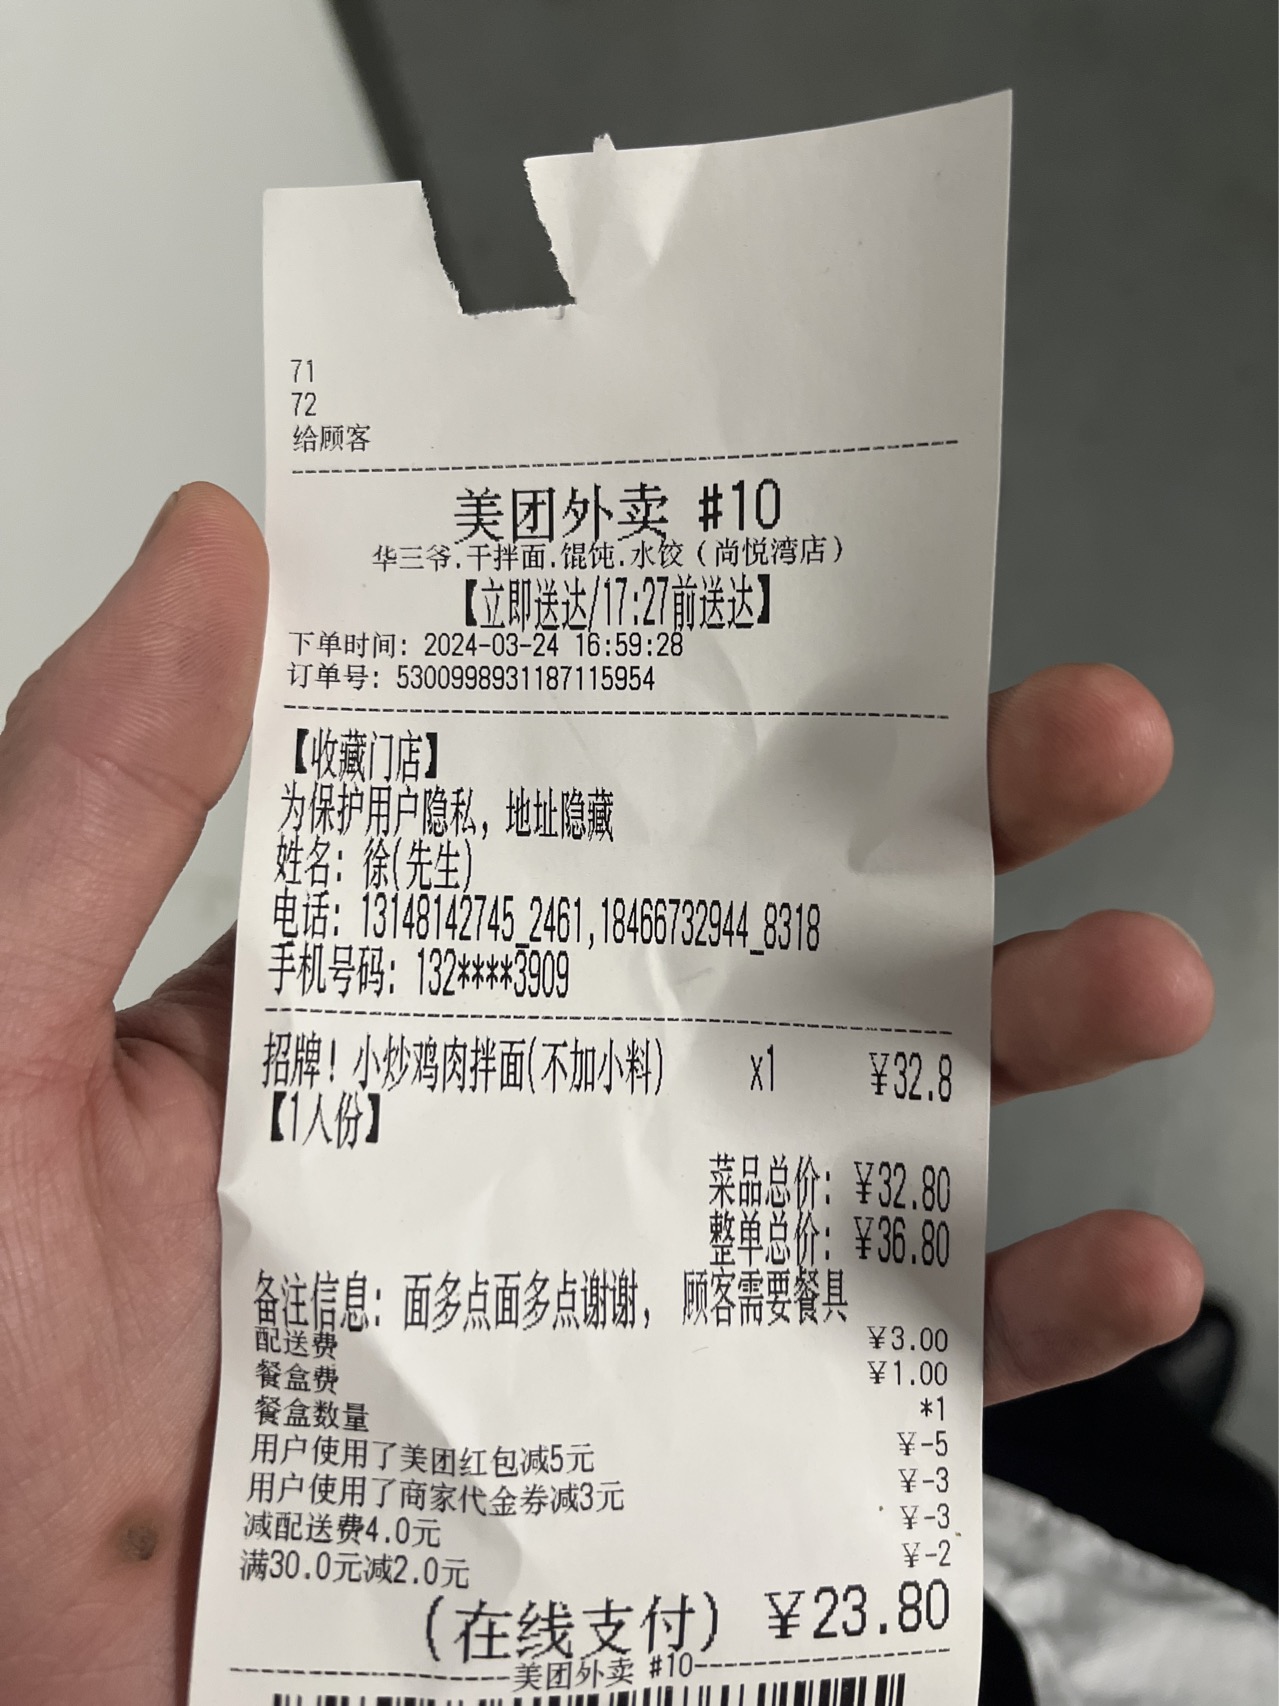 71
72
给顾客
美团外卖 #10
华三爷.干拌面.馄饨.水饺（尚悦湾店）
【立即送达/17:27前送达】
下单时间: 2024-03-24 16:59:28
订单号: 5300998931187115954
【收藏门店】
为保护用户隐私，地址隐藏
姓名: 徐(先生)
电话: 13148142745_2461,18466732944_8318
手机号码: 132****3909
招牌！小炒鸡肉拌面(不加小料) x1 ¥32.8
【1人份】
菜品总价: ¥32.80
整单总价: ¥36.80
备注信息: 面多点面多点谢谢， 顾客需要餐具
配送费 ¥3.00
餐盒费 ¥1.00
餐盒数量 *1
用户使用了美团红包减5元 ¥-5
用户使用了商家代金券减3元 ¥-3
减配送费4.0元 ¥-3
满30.0元减2.0元 ¥-2
(在线支付) ¥23.80
美团外卖 #10